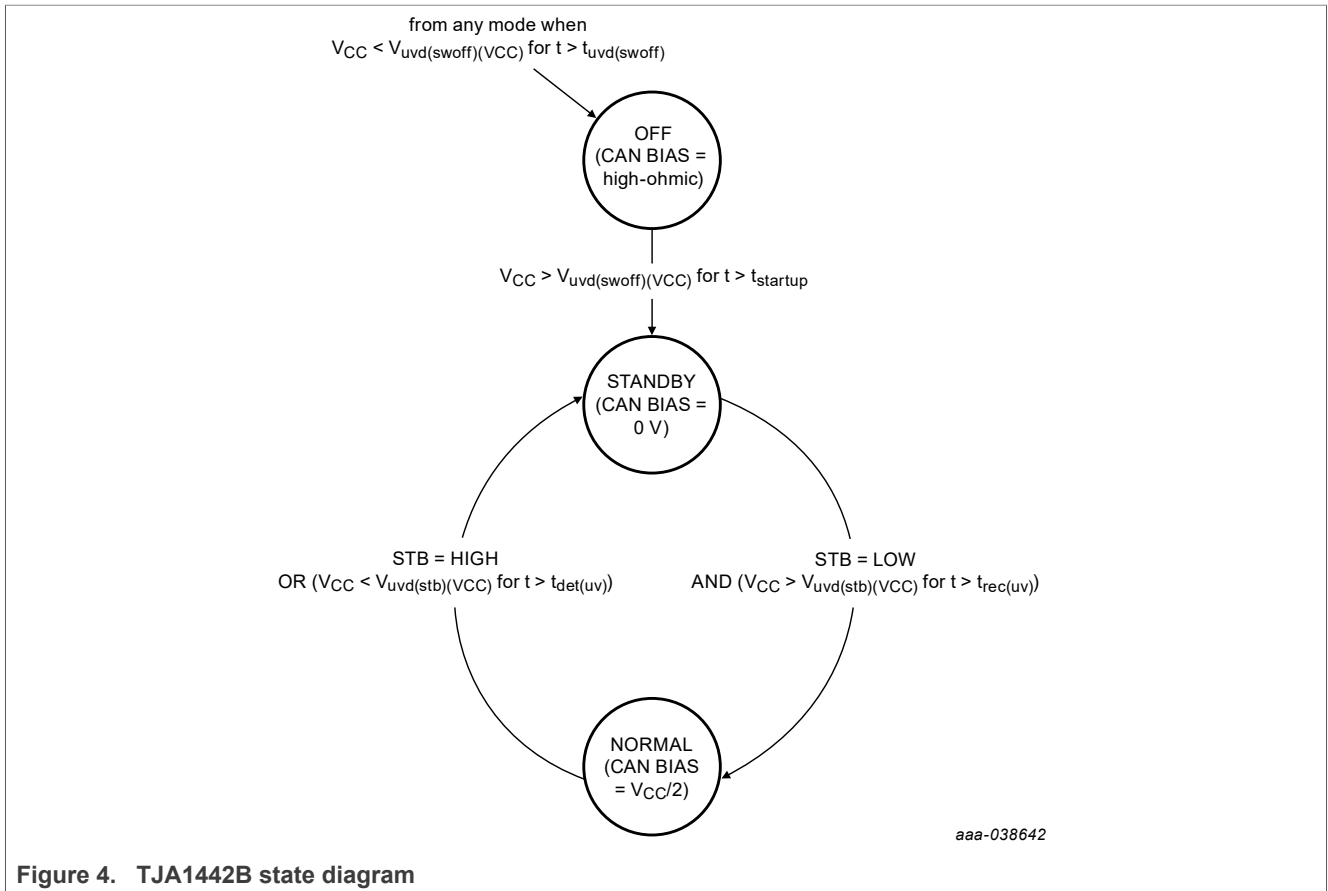 from any mode when
VCC < Vuvd(swoff)(VCC) for t > tuvd(swoff)
OFF
(CAN BIAS =
high-ohmic)
VCC > Vuvd(swoff)(VCC) for t > tstartup
STANDBY
(CAN BIAS =
0 V)
STB = HIGH
OR (VCC < Vuvd(stb)(VCC) for t > tdet(uv))
STB = LOW
AND (VCC > Vuvd(stb)(VCC) for t > trec(uv))
NORMAL
(CAN BIAS
= VCC/2)
aaa-038642
Figure 4. TJA1442B state diagram